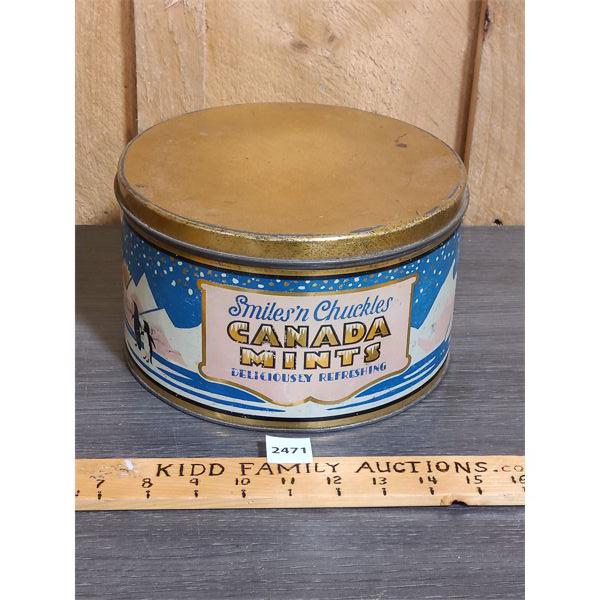 Smiles'n Chuckles
CANADA
MINTS
DELICIOUSLY REFRESHING
2471
KIDD FAMILY AUCTIONS.CO
7 8 9 10 11 12 13 14 15 16